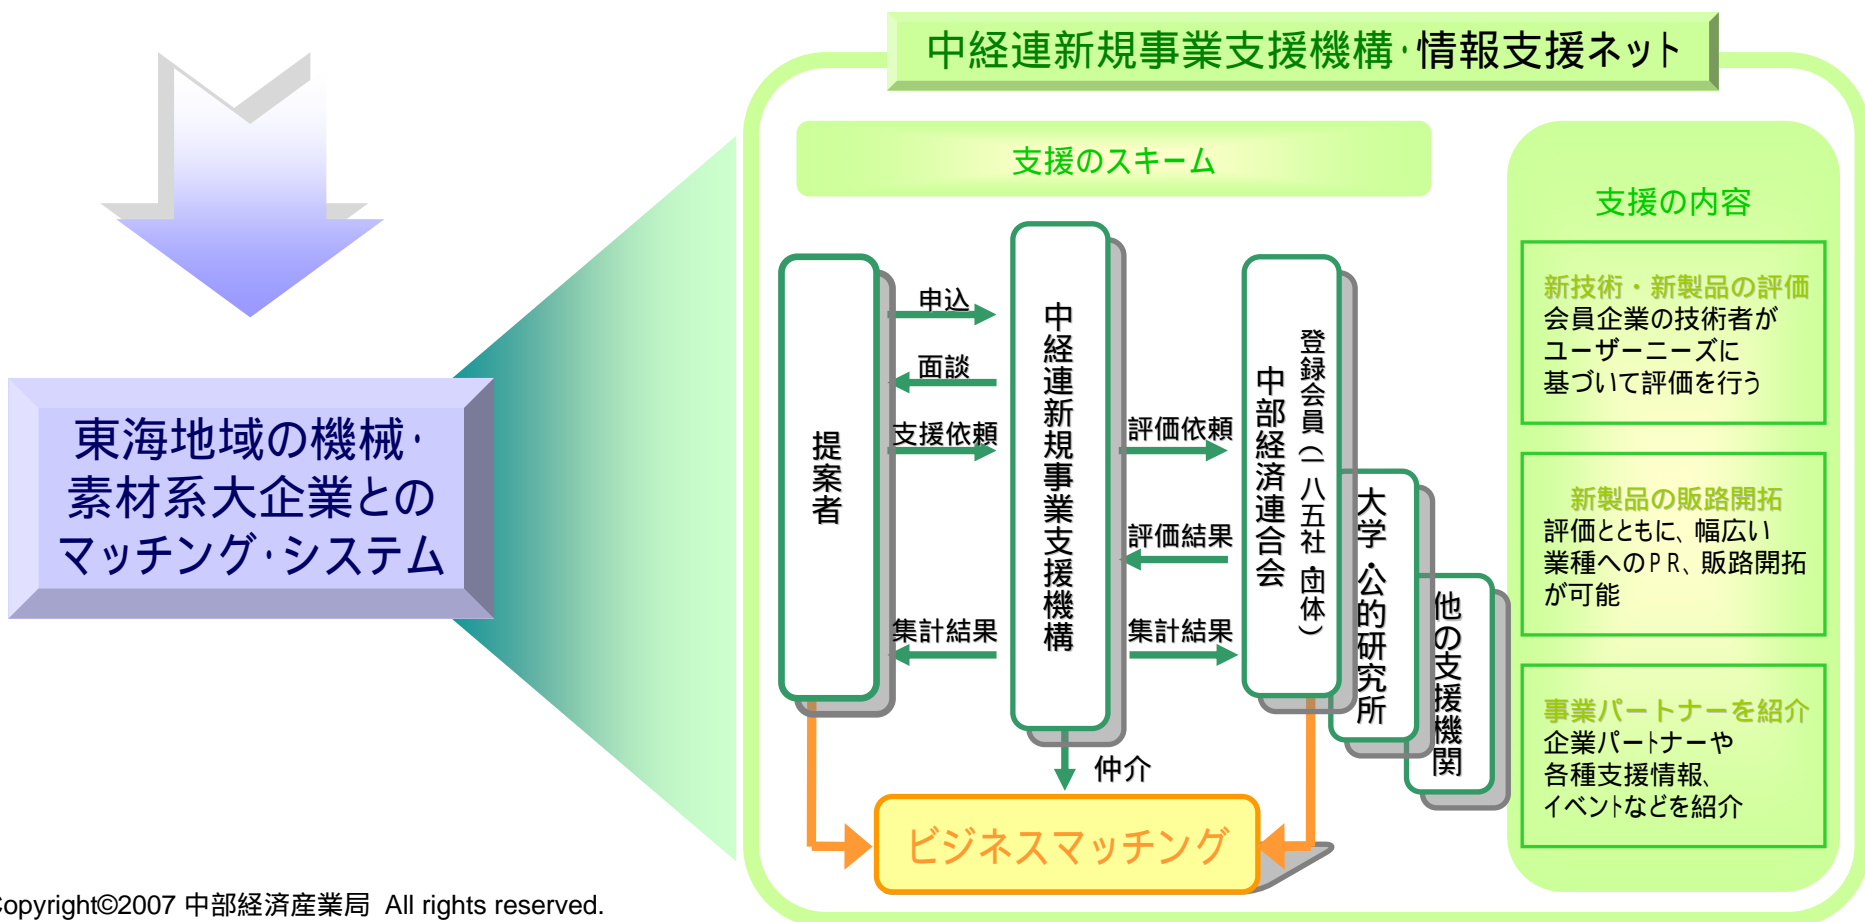 中経連新規事業支援機構・情報支援ネット
支援のスキーム
支援の内容
東海地域の機械・
素材系大企業との
マッチング・システム
提案者
申込
面談
支援依頼
集計結果
中経連新規事業支援機構
評価依頼
評価結果
集計結果
登録会員（一八五社・団体）
中部経済連合会
大学・公的研究所
他の支援機関
仲介
ビジネスマッチング
新技術・新製品の評価
会員企業の技術者が
ユーザーニーズに
基づいて評価を行う
新製品の販路開拓
評価とともに、幅広い
業種へのPR、販路開拓
が可能
事業パートナーを紹介
企業パートナーや
各種支援情報、
イベントなどを紹介
Copyright©2007 中部経済産業局 All rights reserved.